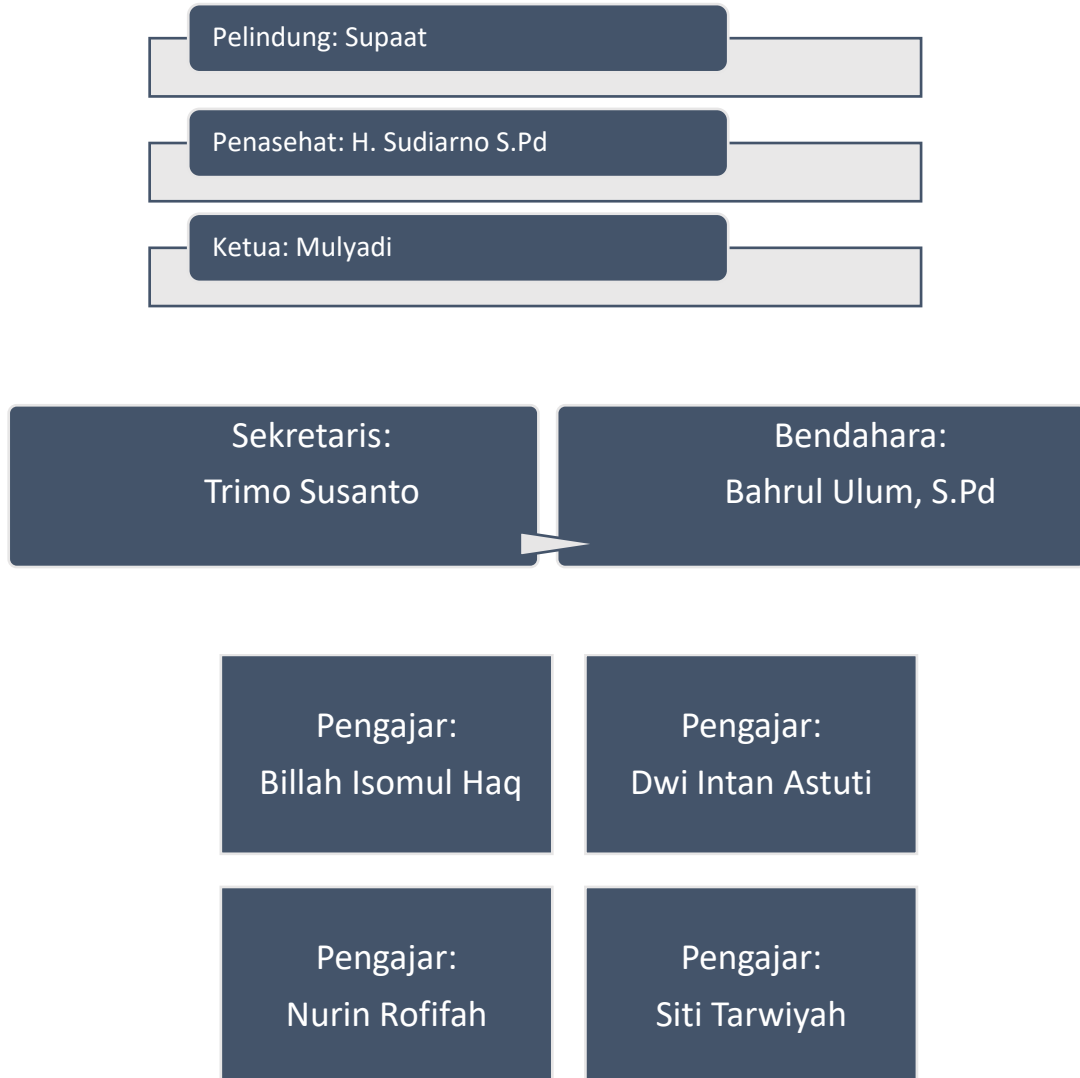 Pelindung: Supaat
Penasehat: H. Sudiarno S.Pd
Ketua: Mulyadi
Sekretaris:
Trimo Susanto
Bendahara:
Bahrul Ulum, S.Pd
Pengajar:
Billah Isomul Haq
Pengajar:
Dwi Intan Astuti
Pengajar:
Nurin Rofifah
Pengajar:
Siti Tarwiyah